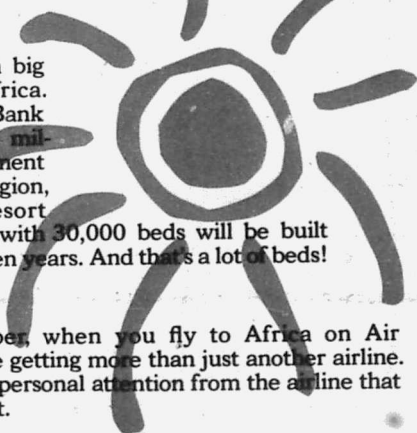 big
rica.
Bank
mil-
ment
gion,
esort
with 30,000 beds will be built
en years. And that's a lot of beds!
er, when you fly to Africa on Air
e getting more than just another airline.
personal attention from the airline that
t.